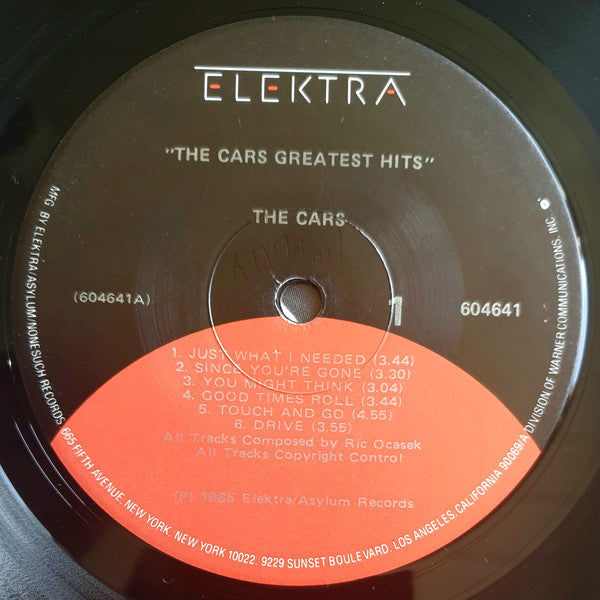 ELEKTRA
"THE CARS GREATEST HITS"
THE CARS
(604641A)
1
604641
1. JUST WHAT I NEEDED (3.44)
2. SINCE YOU'RE GONE (3.30)
3. YOU MIGHT THINK (3.04)
4. GOOD TIMES ROLL (3.44)
5. TOUCH AND GO (4.55)
6. DRIVE (3.55)
All Tracks Composed by Ric Ocasek
All Tracks Copyright Control
(P) 1985 Elektra/Asylum Records
MFG BY ELEKTRA/ASYLUM/NONESUCH RECORDS. 665 FIFTH AVENUE. NEW YORK. NEW YORK 10022. 9229 SUNSET BOULEVARD. LOS ANGELES. CALIFORNIA 90069/A DIVISION OF WARNER COMMUNICATIONS. INC.